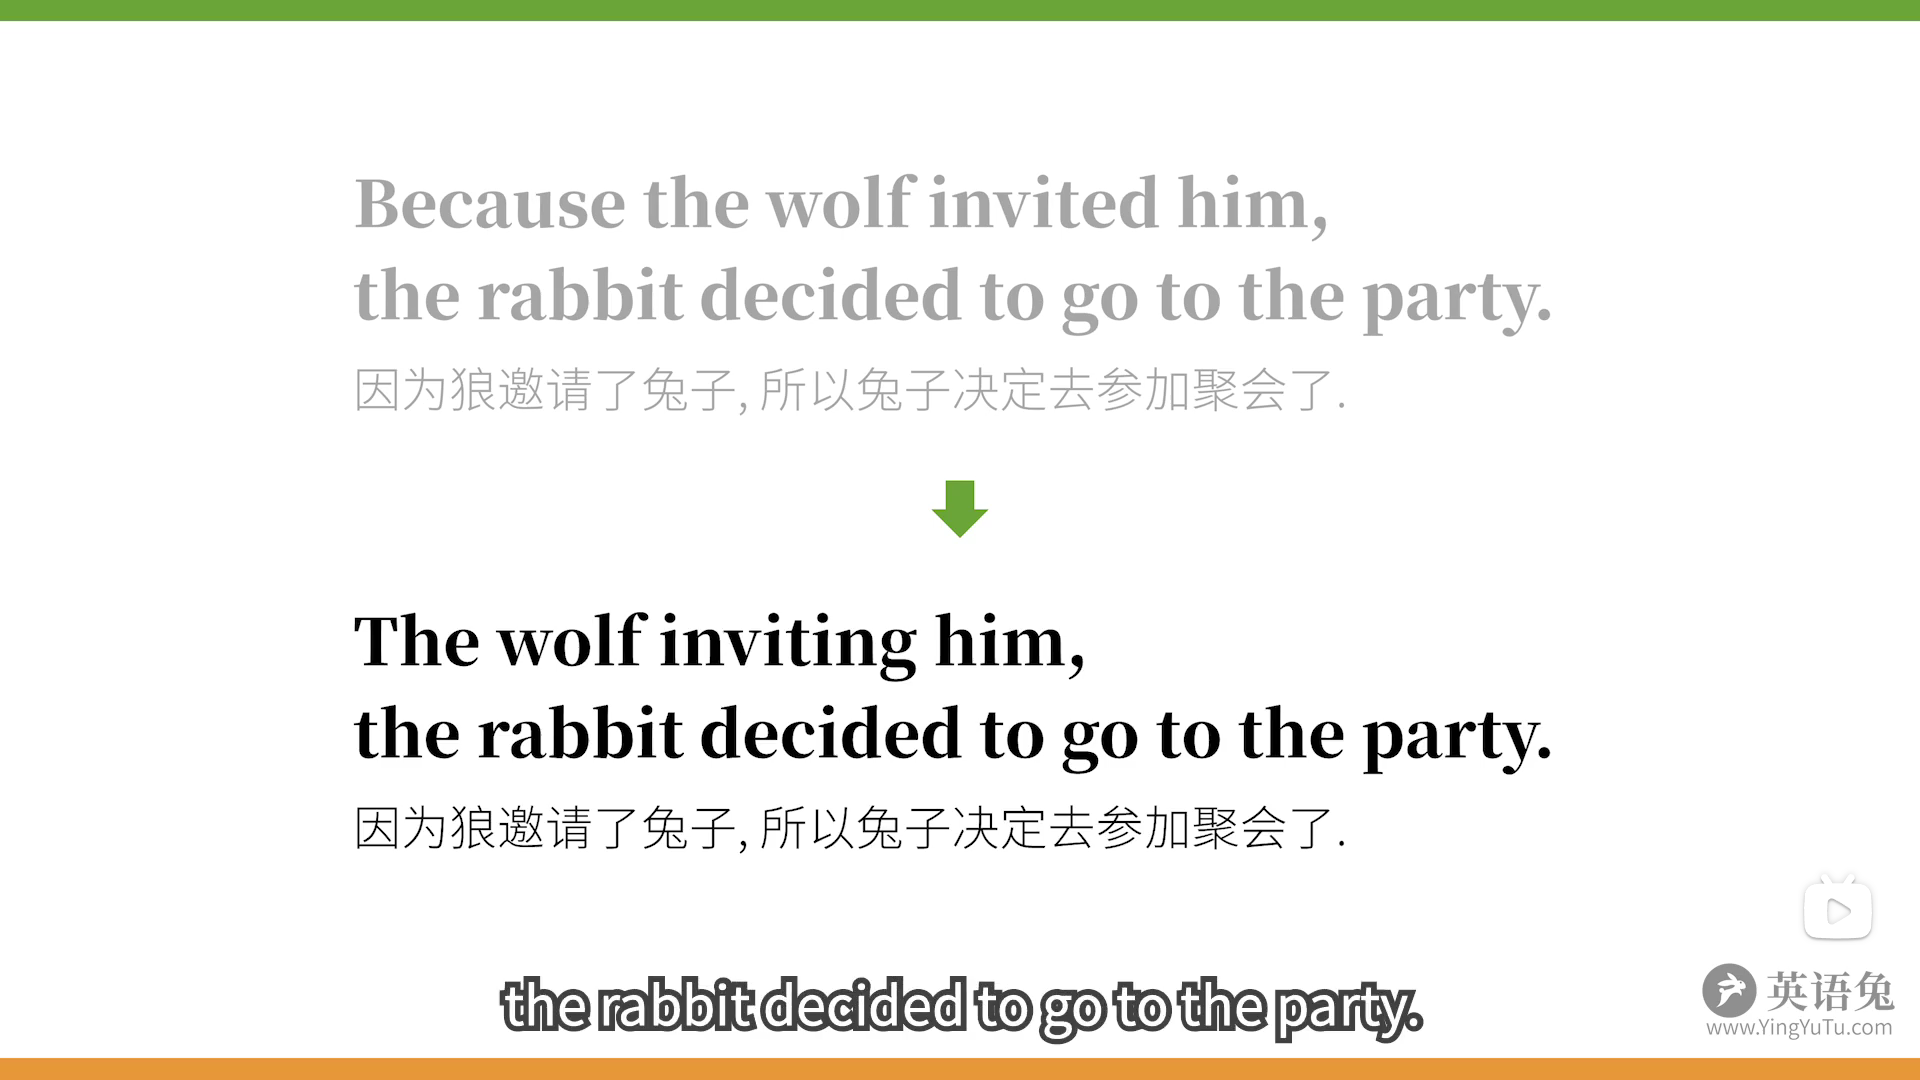 Because the wolf invited him,
the rabbit decided to go to the party.
因为狼邀请了兔子, 所以兔子决定去参加聚会了.
The wolf inviting him,
the rabbit decided to go to the party.
因为狼邀请了兔子, 所以兔子决定去参加聚会了.
the rabbit decided to go to the party.
英语兔
www.YingYuTu.com